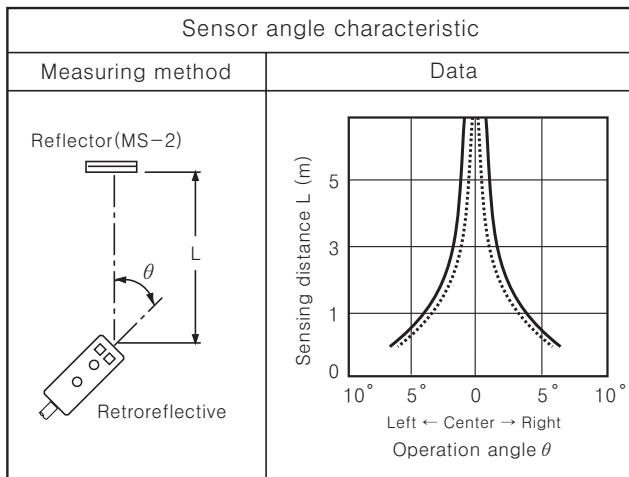 Sensor angle characteristic
Measuring method
Data
Reflector(MS-2)
L
θ
Retroreflective
Sensing distance L (m)
5
3
1
0
10° 5° 0 5° 10°
Left ← Center → Right
Operation angle θ